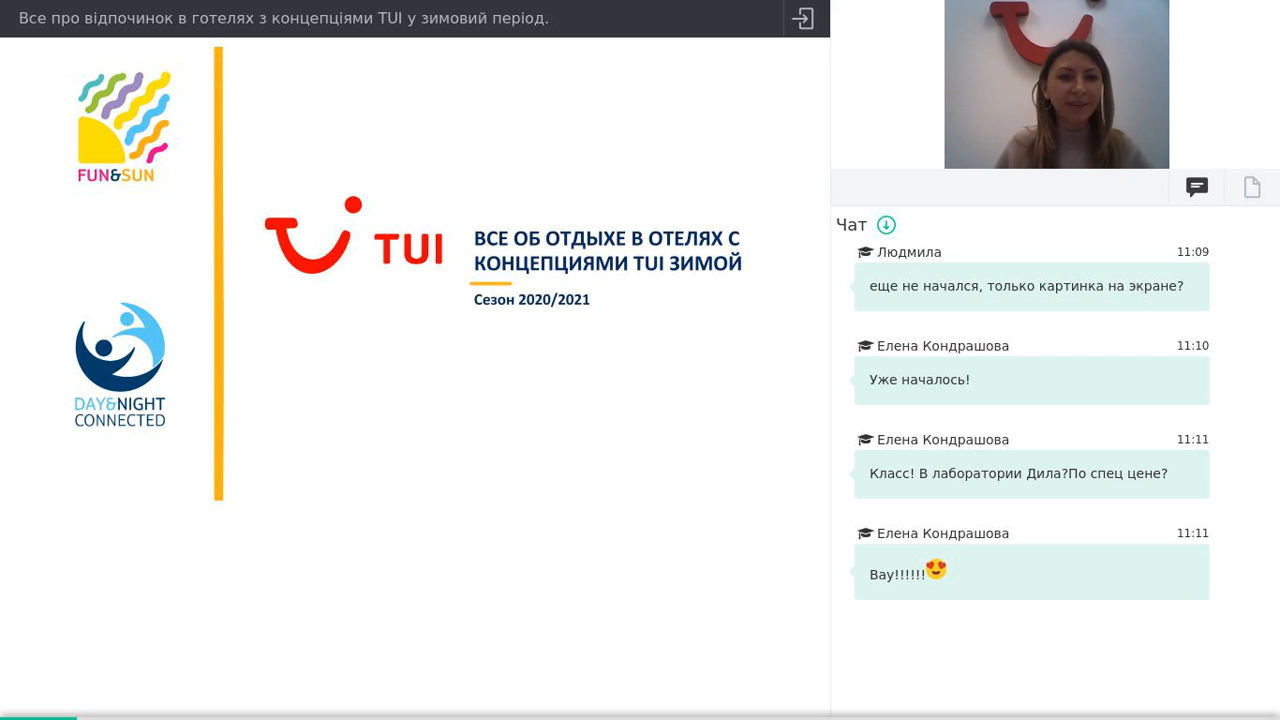 Все про відпочинок в готелях з концепціями TUI у зимовий період.
FUN&SUN
TUI
ВСЕ ОБ ОТДЫХЕ В ОТЕЛЯХ С
КОНЦЕПЦИЯМИ TUI ЗИМОЙ
Сезон 2020/2021
DAY&NIGHT
CONNECTED
Чат
Людмила 11:09
еще не начался, только картинка на экране?
Елена Кондрашова 11:10
Уже началось!
Елена Кондрашова 11:11
Класс! В лаборатории Дила?По спец цене?
Елена Кондрашова 11:11
Вау!!!!!!😍